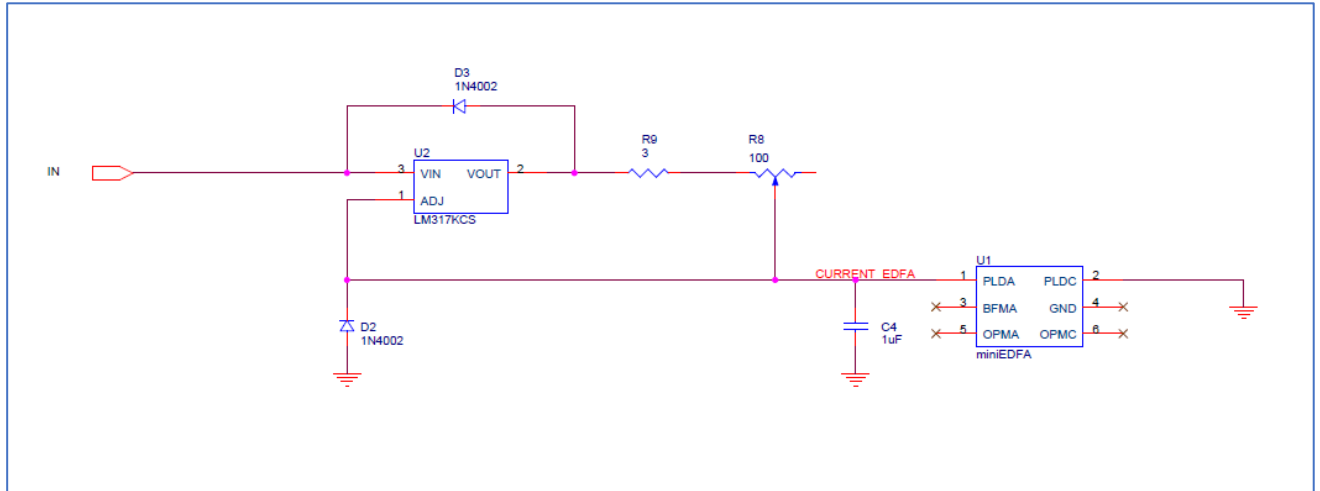 D3
1N4002
IN
U2
3 VIN VOUT 2
1 ADJ
LM317KCS
R9
3
R8
100
CURRENT_EDFA
D2
1N4002
C4
1uF
U1
1 PLDA PLDC 2
3 BFMA GND 4
5 OPMA OPMC 6
miniEDFA